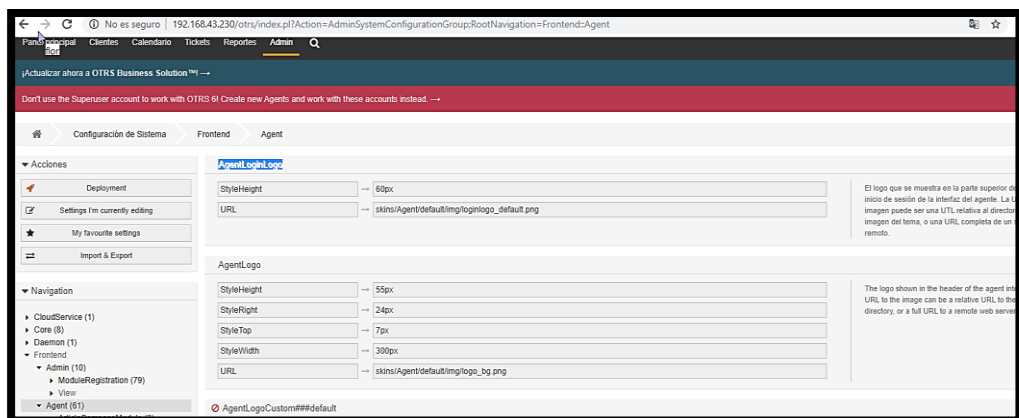 No es seguro | 192.168.43.230/otrs/index.pl?Action=AdminSystemConfigurationGroup;RootNavigation=Frontend::Agent
Panel principal Clientes Calendario Tickets Reportes Admin
flor
¡Actualizar ahora a OTRS Business Solution™! →
Don't use the Superuser account to work with OTRS 6! Create new Agents and work with these accounts instead. →
Configuración de Sistema Frontend Agent
Acciones
Deployment
Settings I'm currently editing
My favourite settings
Import & Export
Navigation
CloudService (1)
Core (8)
Daemon (1)
Frontend
Admin (10)
ModuleRegistration (79)
View
Agent (61)
AgentLoginLogo
StyleHeight → 60px
URL → skins/Agent/default/img/loginlogo_default.png
El logo que se muestra en la parte superior de
inicio de sesión de la interfaz del agente. La U
imagen puede ser una UTL relativa al director
imagen del tema, o una URL completa de un s
remoto.
AgentLogo
StyleHeight → 55px
StyleRight → 24px
StyleTop → 7px
StyleWidth → 300px
URL → skins/Agent/default/img/logo_bg.png
The logo shown in the header of the agent inte
URL to the image can be a relative URL to the
directory, or a full URL to a remote web server
AgentLogoCustom###default